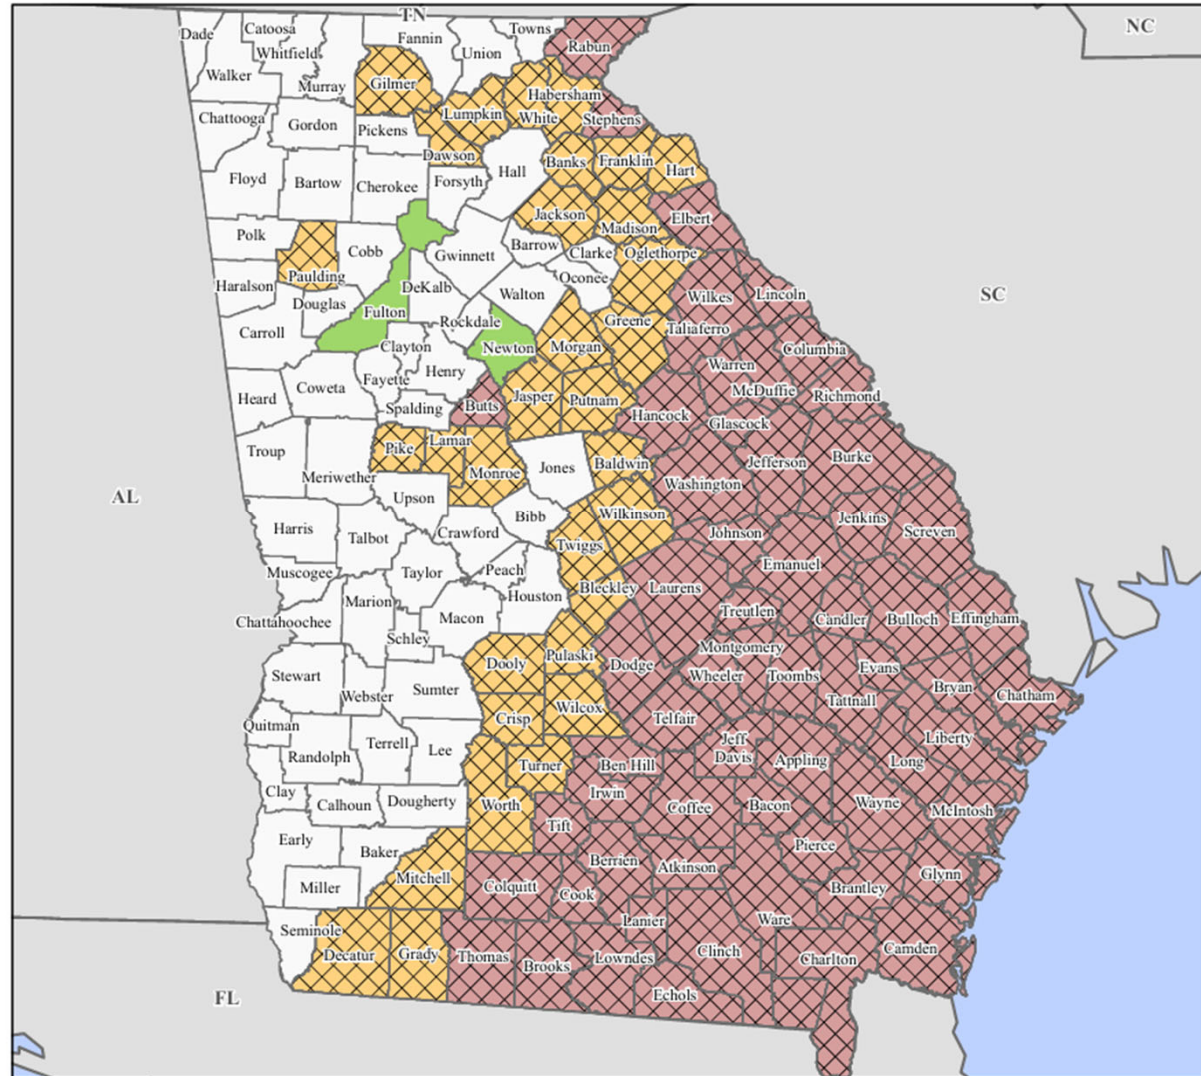 TN
NC
Dade
Catoosa
Towns
Fannin
Rabun
Whitfield
Union
Walker
Murray
Gilmer
Habersham
Lumpkin
White
Chattooga
Stephens
Gordon
Pickens
Dawson
Banks
Franklin
Hart
Hall
Floyd
Bartow
Cherokee
Forsyth
Jackson
Elbert
Madison
Polk
Cobb
Gwinnett
Barrow
Clarke
Oglethorpe
Paulding
Oconee
Haralson
DeKalb
Walton
Wilkes
Lincoln
SC
Douglas
Fulton
Rockdale
Greene
Taliaferro
Carroll
Clayton
Newton
Morgan
Columbia
Warren
Henry
Fayette
Coweta
McDuffie
Heard
Jasper
Putnam
Richmond
Spalding
Butts
Hancock
Glascock
Troup
Pike
Lamar
Meriwether
Monroe
Jones
Baldwin
Jefferson
Burke
Washington
AL
Upson
Bibb
Wilkinson
Jenkins
Screven
Harris
Talbot
Crawford
Johnson
Twiggs
Emanuel
Muscogee
Taylor
Peach
Bleckley
Laurens
Houston
Marion
Treutlen
Chattahoochee
Macon
Candler
Bulloch
Effingham
Schley
Montgomery
Pulaski
Dooly
Dodge
Evans
Stewart
Wheeler
Toombs
Bryan
Webster
Sumter
Tattnall
Chatham
Wilcox
Crisp
Telfair
Quitman
Liberty
Randolph
Terrell
Lee
Jeff
Davis
Turner
Ben Hill
Appling
Long
Clay
Calhoun
Dougherty
Worth
Irwin
Coffee
Bacon
Wayne
McIntosh
Tift
Early
Baker
Berrien
Pierce
Atkinson
Miller
Mitchell
Colquitt
Cook
Brantley
Glynn
Lanier
Ware
Seminole
Decatur
Grady
Thomas
Brooks
Lowndes
Clinch
Charlton
Camden
Echols
FL